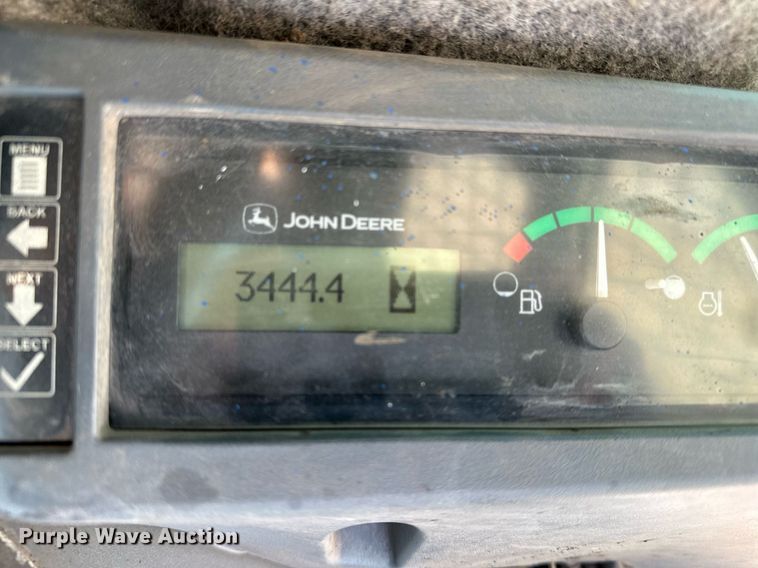 MENU
BACK
NEXT
SELECT
JOHN DEERE
3444.4
Purple Wave Auction